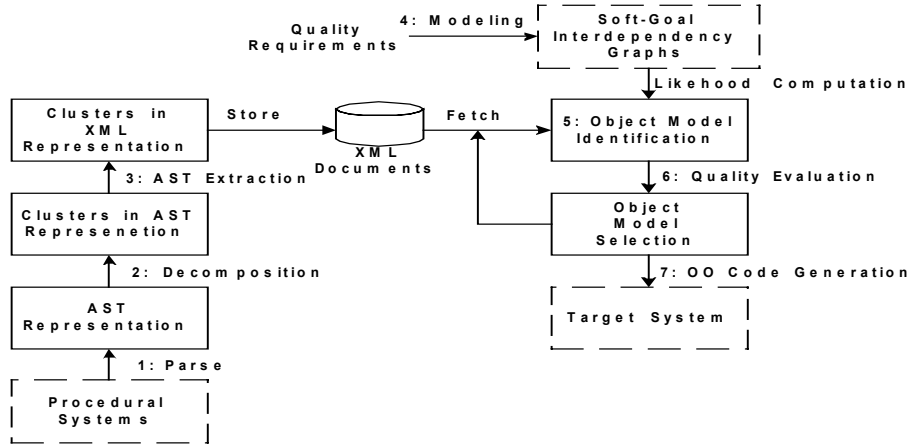 Quality
Requirements
4: Modeling
Soft-Goal
Interdependency
Graphs
Likehood Computation
Clusters in
XML
Representation
Store
XML
Documents
Fetch
5: Object Model
Identification
3: AST Extraction
6: Quality Evaluation
Clusters in AST
Represenetion
Object
Model
Selection
2: Decomposition
7: OO Code Generation
AST
Representation
Target System
1: Parse
Procedural
Systems